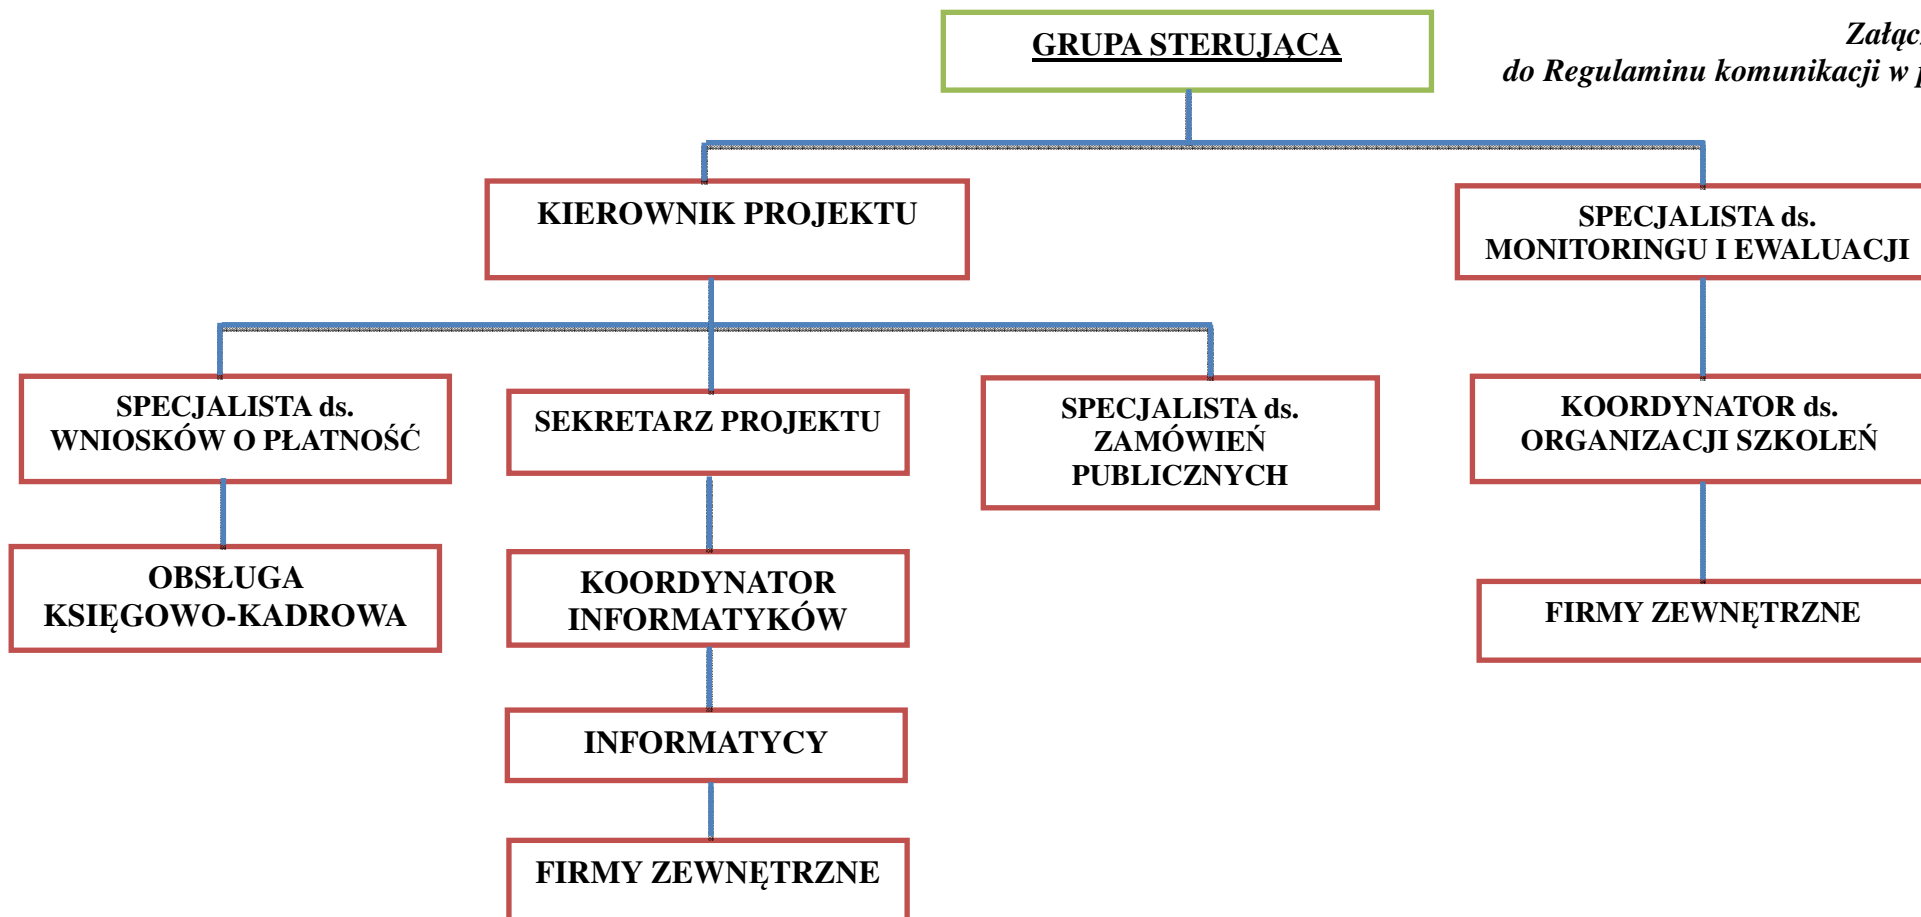 GRUPA STERUJĄCA
do Regulaminu komunikacji w
KIEROWNIK PROJEKTU
SPECJALISTA ds.
MONITORINGU I EWALUACJI
SPECJALISTA ds.
WNIOSKÓW O PŁATNOŚĆ
SEKRETARZ PROJEKTU
SPECJALISTA ds.
ZAMÓWIEŃ
PUBLICZNYCH
KOORDYNATOR ds.
ORGANIZACJI SZKOLEŃ
OBSŁUGA
KSIĘGOWO-KADROWA
KOORDYNATOR
INFORMATYKÓW
FIRMY ZEWNĘTRZNE
INFORMATYCY
FIRMY ZEWNĘTRZNE